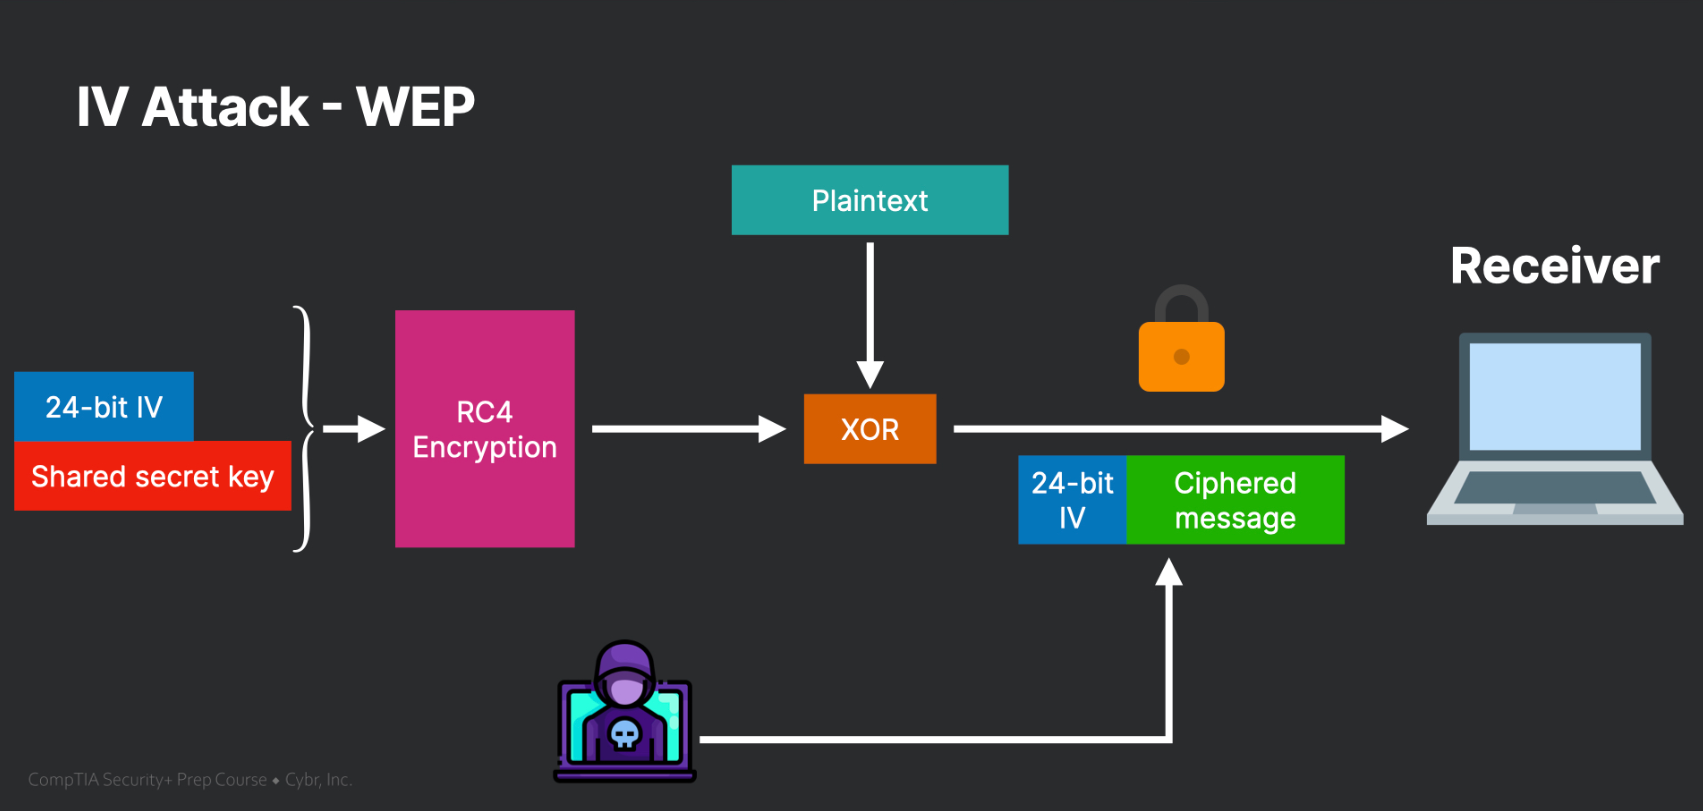 IV Attack - WEP
Plaintext
Receiver
24-bit IV
Shared secret key
RC4
Encryption
XOR
24-bit
IV
Ciphered
message
CompTIA Security+ Prep Course ◆ Cybr, Inc.